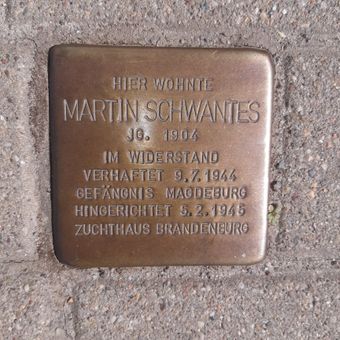 HIER WOHNTE
MARTIN SCHWANTES
JG. 1904
IM WIDERSTAND
VERHAFTET 9.7.1944
GEFÄNGNIS MAGDEBURG
HINGERICHTET 5.2.1945
ZUCHTHAUS BRANDENBURG